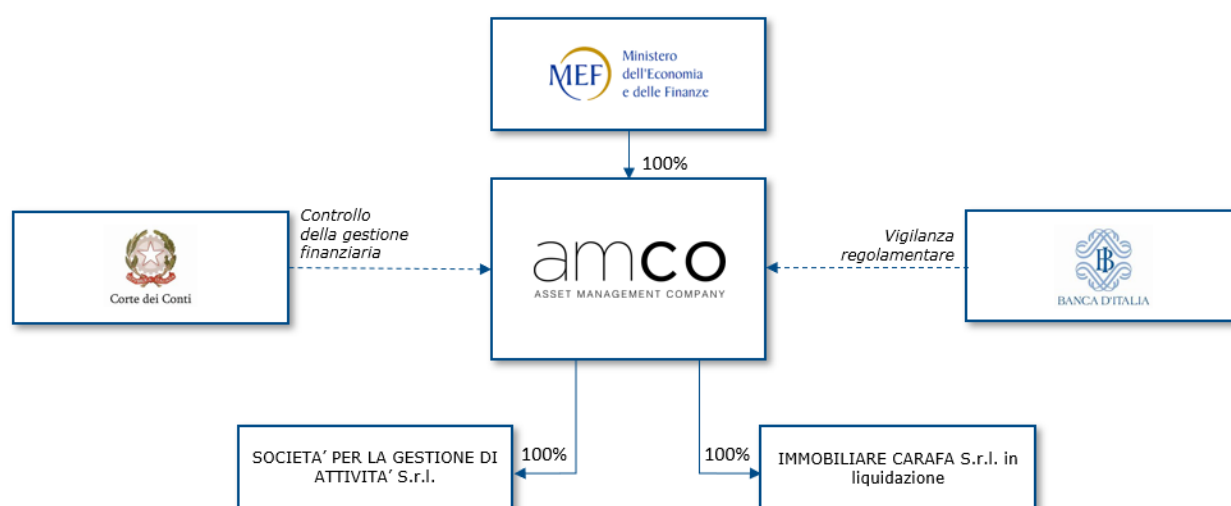 MEF
Ministero
dell'Economia
e delle Finanze
100%
Controllo
della gestione
finanziaria
Corte dei Conti
amco
ASSET MANAGEMENT COMPANY
Vigilanza
regolamentare
BANCA D'ITALIA
SOCIETA’ PER LA GESTIONE DI
ATTIVITA’ S.r.l.
100%
100%
IMMOBILIARE CARAFA S.r.l. in
liquidazione